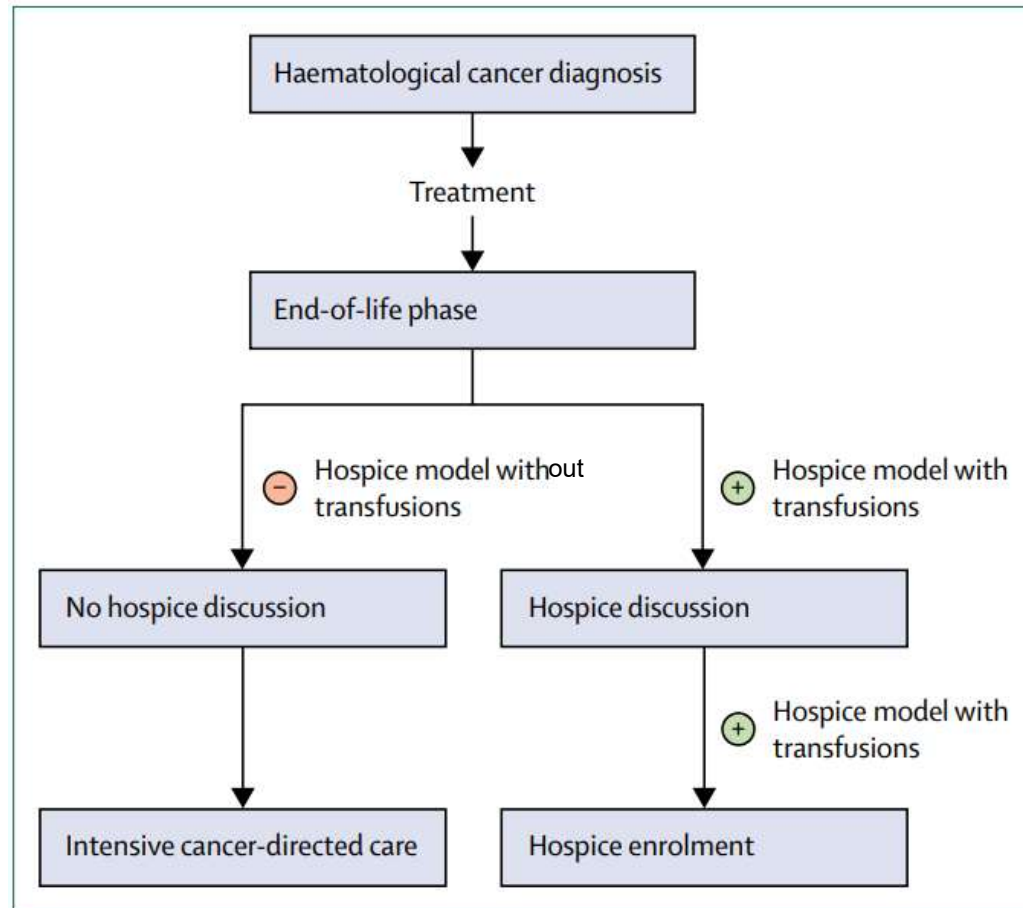 Haematological cancer diagnosis
Treatment
End-of-life phase
− Hospice model without
transfusions
+ Hospice model with
transfusions
No hospice discussion
Hospice discussion
+ Hospice model with
transfusions
Intensive cancer-directed care
Hospice enrolment